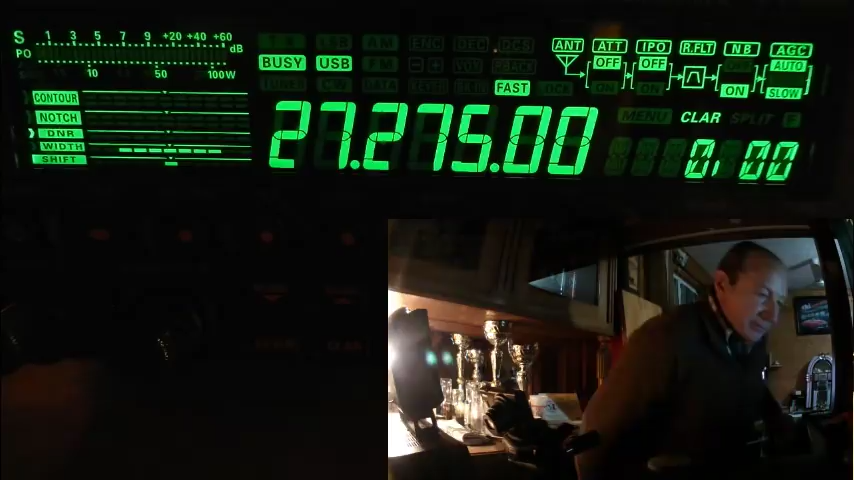 S 1 3 5 7 9 +20 +40 +60 dB
PO 10 50 100W
BUSY USB
FAST
ANT ATT IPO R.FLT NB AGC
OFF OFF AUTO
ON SLOW
CONTOUR
NOTCH
DNR
WIDTH
SHIFT
27.275.00
MENU CLAR SPLIT
0.00